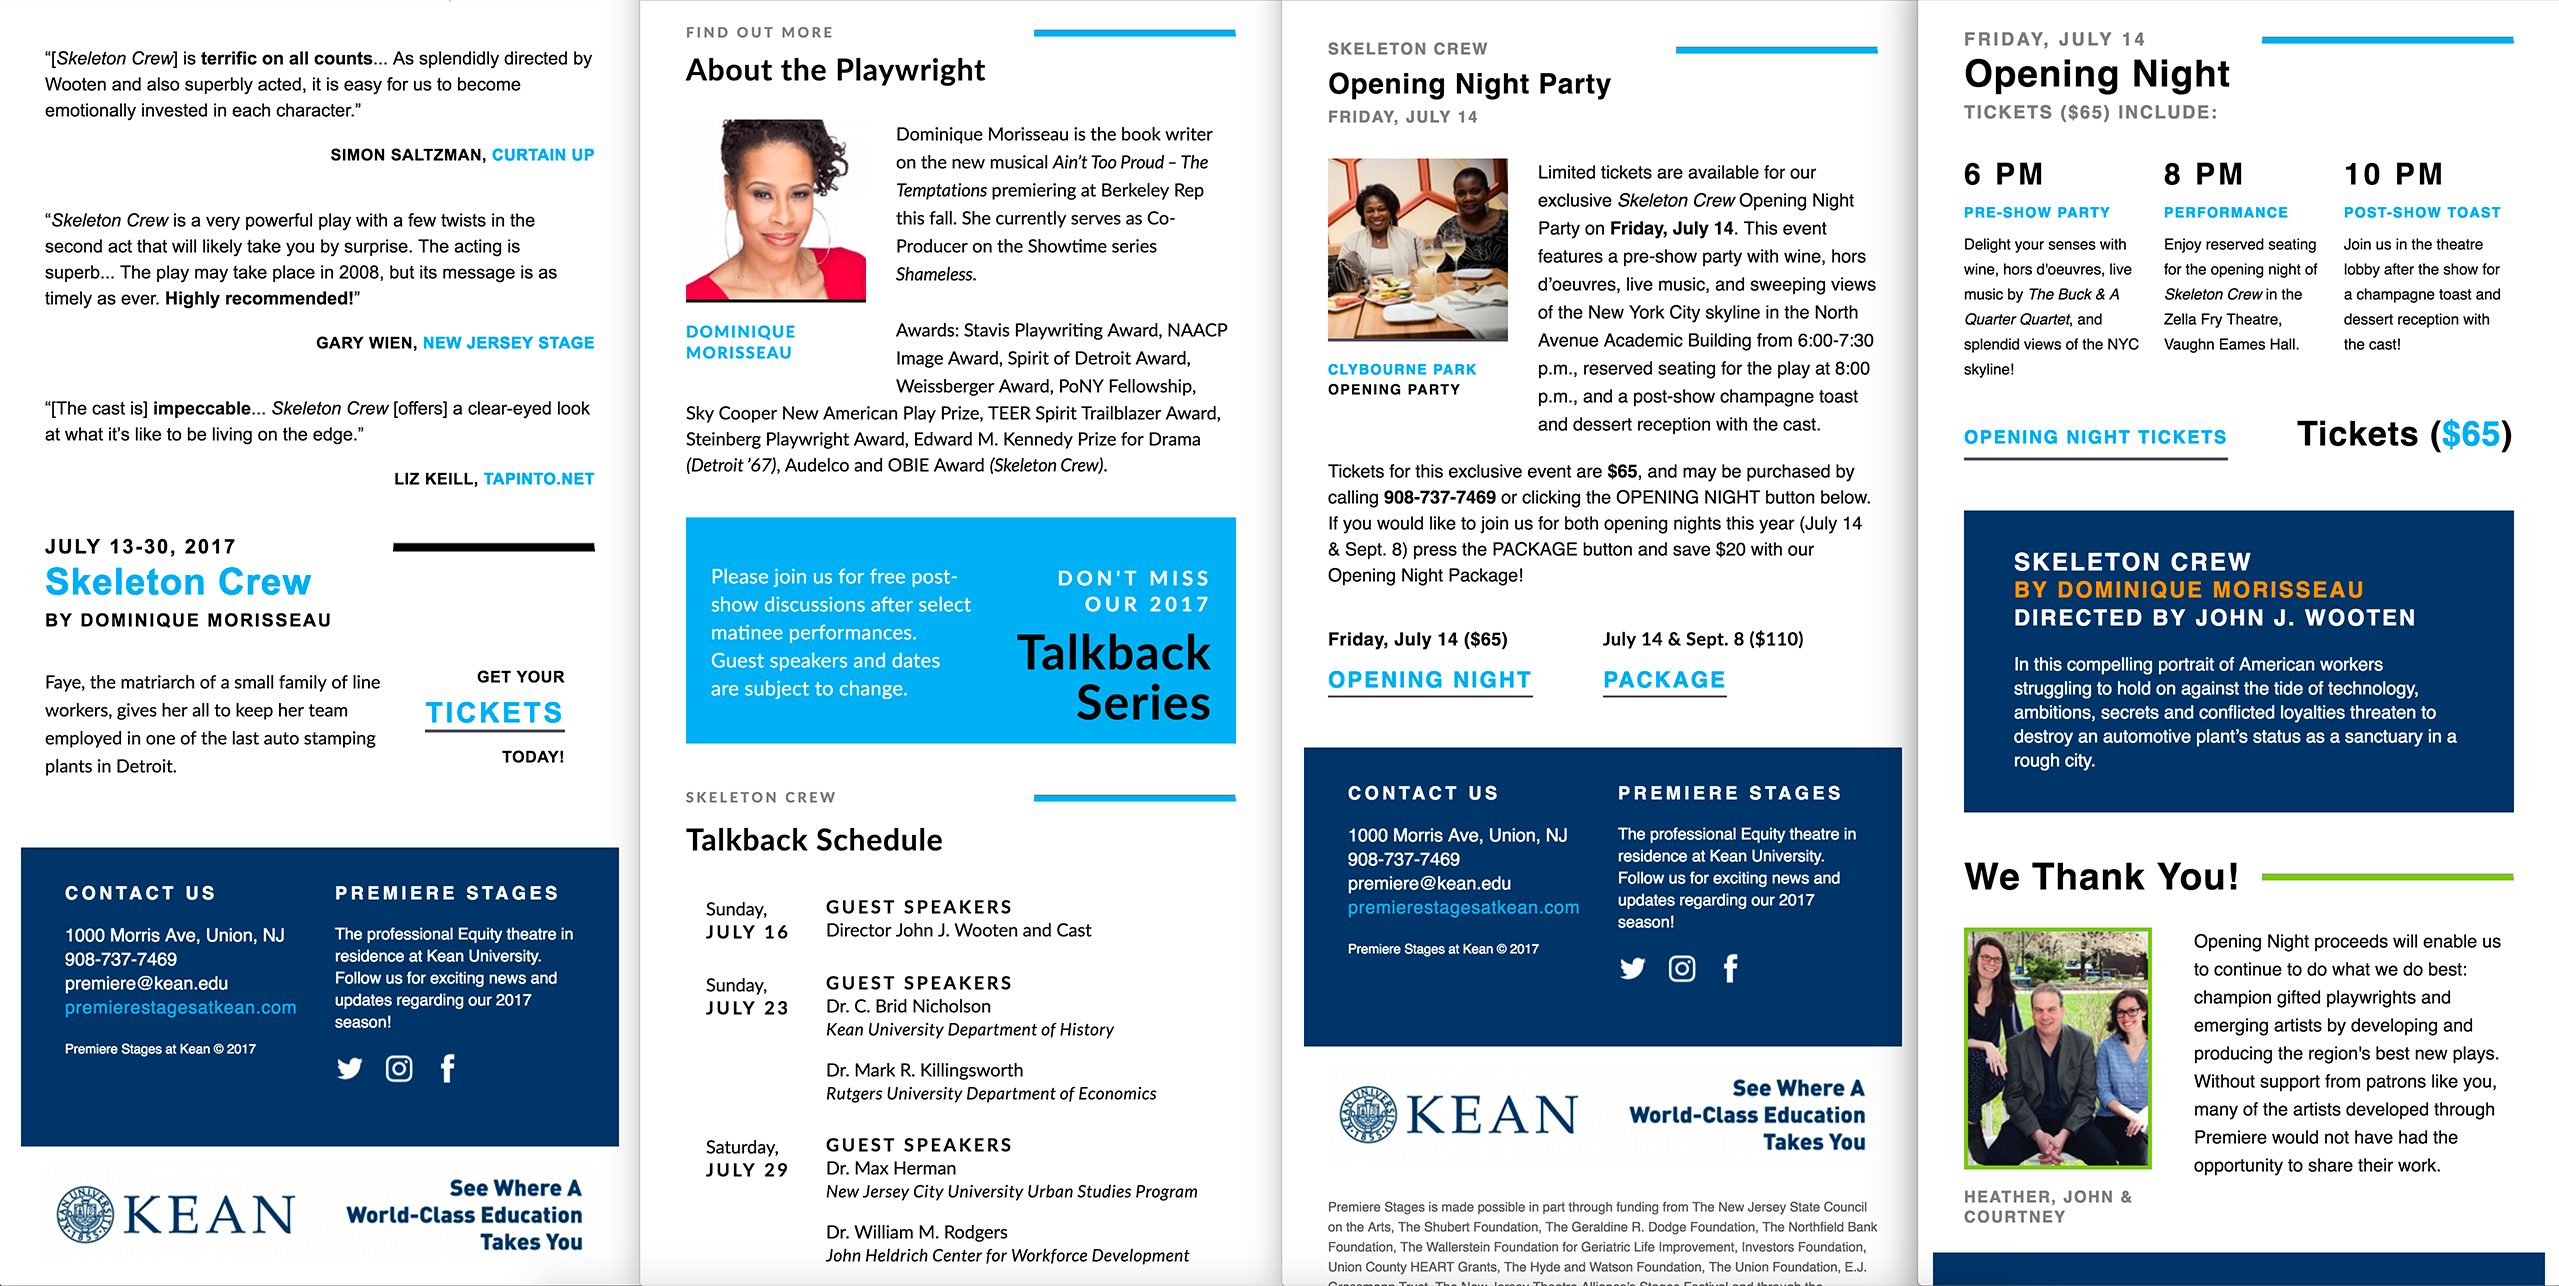 “[Skeleton Crew] is terrific on all counts... As splendidly directed by
Wooten and also superbly acted, it is easy for us to become
emotionally invested in each character.”
SIMON SALTZMAN, CURTAIN UP
“Skeleton Crew is a very powerful play with a few twists in the
second act that will likely take you by surprise. The acting is
superb... The play may take place in 2008, but its message is as
timely as ever. Highly recommended!”
GARY WIEN, NEW JERSEY STAGE
“[The cast is] impeccable... Skeleton Crew [offers] a clear-eyed look
at what it’s like to be living on the edge.”
LIZ KEILL, TAPINTO.NET
JULY 13-30, 2017
Skeleton Crew
BY DOMINIQUE MORISSEAU
Faye, the matriarch of a small family of line
workers, gives her all to keep her team
employed in one of the last auto stamping
plants in Detroit.
GET YOUR
TICKETS
TODAY!
CONTACT US
1000 Morris Ave, Union, NJ
908-737-7469
premiere@kean.edu
premierestagesatkean.com
Premiere Stages at Kean © 2017
PREMIERE STAGES
The professional Equity theatre in
residence at Kean University.
Follow us for exciting news and
updates regarding our 2017
season!
KEAN UNIVERSITY
1855
KEAN
See Where A
World-Class Education
Takes You
FIND OUT MORE
About the Playwright
DOMINIQUE
MORISSEAU
Dominique Morisseau is the book writer
on the new musical Ain’t Too Proud – The
Temptations premiering at Berkeley Rep
this fall. She currently serves as Co-
Producer on the Showtime series
Shameless.
Awards: Stavis Playwriting Award, NAACP
Image Award, Spirit of Detroit Award,
Weissberger Award, PoNY Fellowship,
Sky Cooper New American Play Prize, TEER Spirit Trailblazer Award,
Steinberg Playwright Award, Edward M. Kennedy Prize for Drama
(Detroit ’67), Audelco and OBIE Award (Skeleton Crew).
Please join us for free post-
show discussions after select
matinee performances.
Guest speakers and dates
are subject to change.
DON'T MISS
OUR 2017
Talkback
Series
SKELETON CREW
Talkback Schedule
Sunday,
JULY 16
GUEST SPEAKERS
Director John J. Wooten and Cast
Sunday,
JULY 23
GUEST SPEAKERS
Dr. C. Brid Nicholson
Kean University Department of History
Dr. Mark R. Killingsworth
Rutgers University Department of Economics
Saturday,
JULY 29
GUEST SPEAKERS
Dr. Max Herman
New Jersey City University Urban Studies Program
Dr. William M. Rodgers
John Heldrich Center for Workforce Development
SKELETON CREW
Opening Night Party
FRIDAY, JULY 14
CLYBOURNE PARK
OPENING PARTY
Limited tickets are available for our
exclusive Skeleton Crew Opening Night
Party on Friday, July 14. This event
features a pre-show party with wine, hors
d’oeuvres, live music, and sweeping views
of the New York City skyline in the North
Avenue Academic Building from 6:00-7:30
p.m., reserved seating for the play at 8:00
p.m., and a post-show champagne toast
and dessert reception with the cast.
Tickets for this exclusive event are $65, and may be purchased by
calling 908-737-7469 or clicking the OPENING NIGHT button below.
If you would like to join us for both opening nights this year (July 14
& Sept. 8) press the PACKAGE button and save $20 with our
Opening Night Package!
Friday, July 14 ($65)
OPENING NIGHT
July 14 & Sept. 8 ($110)
PACKAGE
CONTACT US
1000 Morris Ave, Union, NJ
908-737-7469
premiere@kean.edu
premierestagesatkean.com
Premiere Stages at Kean © 2017
PREMIERE STAGES
The professional Equity theatre in
residence at Kean University.
Follow us for exciting news and
updates regarding our 2017
season!
KEAN UNIVERSITY
1855
KEAN
See Where A
World-Class Education
Takes You
Premiere Stages is made possible in part through funding from The New Jersey State Council
on the Arts, The Shubert Foundation, The Geraldine R. Dodge Foundation, The Northfield Bank
Foundation, The Wallerstein Foundation for Geriatric Life Improvement, Investors Foundation,
Union County HEART Grants, The Hyde and Watson Foundation, The Union Foundation, E.J.
FRIDAY, JULY 14
Opening Night
TICKETS ($65) INCLUDE:
6 PM
PRE-SHOW PARTY
Delight your senses with
wine, hors d'oeuvres, live
music by The Buck & A
Quarter Quartet, and
splendid views of the NYC
skyline!
8 PM
PERFORMANCE
Enjoy reserved seating
for the opening night of
Skeleton Crew in the
Zella Fry Theatre,
Vaughn Eames Hall.
10 PM
POST-SHOW TOAST
Join us in the theatre
lobby after the show for
a champagne toast and
dessert reception with
the cast!
OPENING NIGHT TICKETS
Tickets ($65)
SKELETON CREW
BY DOMINIQUE MORISSEAU
DIRECTED BY JOHN J. WOOTEN
In this compelling portrait of American workers
struggling to hold on against the tide of technology,
ambitions, secrets and conflicted loyalties threaten to
destroy an automotive plant’s status as a sanctuary in a
rough city.
We Thank You!
HEATHER, JOHN &
COURTNEY
Opening Night proceeds will enable us
to continue to do what we do best:
champion gifted playwrights and
emerging artists by developing and
producing the region's best new plays.
Without support from patrons like you,
many of the artists developed through
Premiere would not have had the
opportunity to share their work.